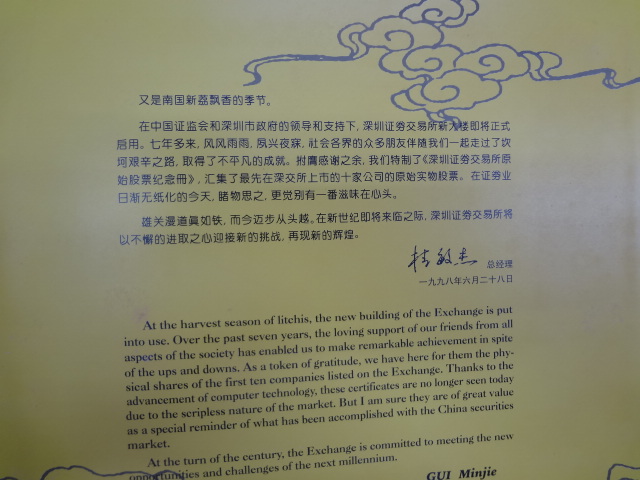 又是南国新荔飘香的季节。
在中国证监会和深圳市政府的领导和支持下,深圳证券交易所新大楼即将正式
启用。七年多来,风风雨雨,夙兴夜寐,社会各界的众多朋友伴随我们一起走过了坎
坷艰辛之路,取得了不平凡的成就。拊膺感谢之余,我们特制了《深圳证券交易所原
始股票纪念册》,汇集了最先在深交所上市的十家公司的原始实物股票。在证券业
日渐无纸化的今天,睹物思之,更觉别有一番滋味在心头。
雄关漫道真如铁,而今迈步从头越。在新世纪即将来临之际,深圳证券交易所将
以不懈的进取之心迎接新的挑战,再现新的辉煌。
桂敏杰 总经理
一九九八年六月二十八日
At the harvest season of litchis, the new building of the Exchange is put
into use. Over the past seven years, the loving support of our friends from all
aspects of the society has enabled us to make remarkable achievement in spite
of the ups and downs. As a token of gratitude, we have here for them the phy-
sical shares of the first ten companies listed on the Exchange. Thanks to the
advancement of computer technology, these certificates are no longer seen today
due to the scripless nature of the market. But I am sure they are of great value
as a special reminder of what has been accomplished with the China securities
market.
At the turn of the century, the Exchange is committed to meeting the new
opportunities and challenges of the next millennium.
GUI Minjie